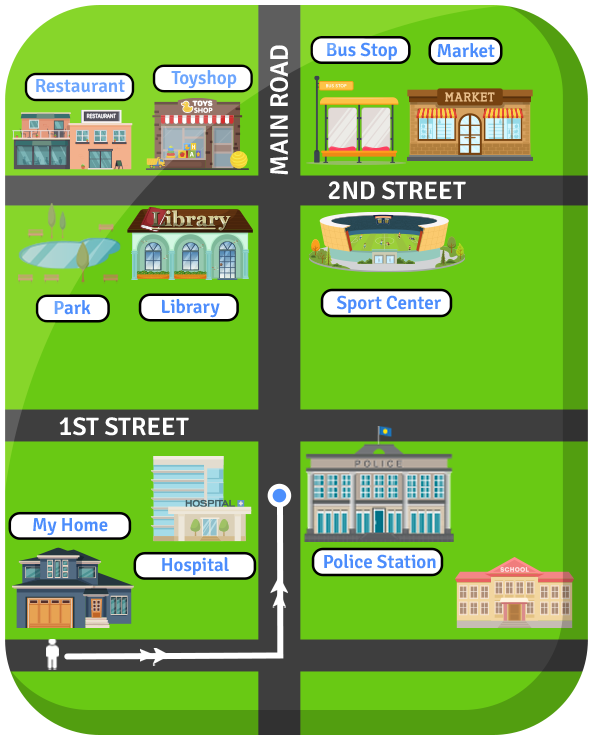 Restaurant
Toyshop
MAIN ROAD
Bus Stop
Market
RESTAURANT
TOYS
SHOP
BUS STOP
MARKET
2ND STREET
Library
Park
Library
Sport Center
1ST STREET
POLICE
HOSPITAL
My Home
Hospital
Police Station
SCHOOL